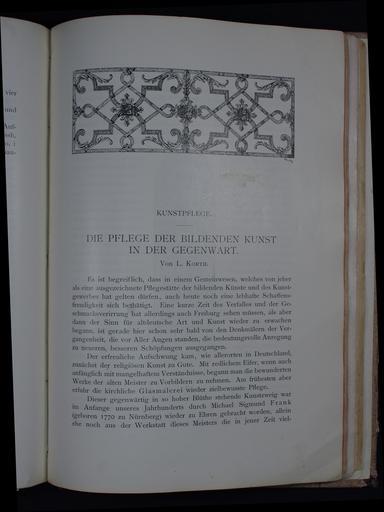 vier
und
KUNSTPFLEGE.
DIE PFLEGE DER BILDENDEN KUNST
IN DER GEGENWART.
Von L. Korth.
Es ist begreiflich, dass in einem Gemeinwesen, welches von jeher
als eine ausgezeichnete Pflegestätte der bildenden Künste und des Kunst-
gewerbes hat gelten dürfen, auch heute noch eine lebhafte Schaffens-
freudigkeit sich bethätigt. Eine kurze Zeit des Verfalles und der Ge-
schmacksverirrung hat allerdings auch Freiburg sehen müssen, als aber
dann der Sinn für altdeutsche Art und Kunst wieder zu erwachen
begann, ist gerade hier schon sehr bald von den Denkmälern der Ver-
gangenheit, die vor Aller Augen standen, die bedeutungsvolle Anregung
zu neueren, besseren Schöpfungen ausgegangen.
Der erfreuliche Aufschwung kam, wie allerorten in Deutschland,
zunächst der religiösen Kunst zu Gute. Mit redlichem Eifer, wenn auch
anfänglich mit mangelhaftem Verständnisse, begann man die bewunderten
Werke der alten Meister zu Vorbildern zu nehmen. Am frühesten aber
erfuhr die kirchliche Glasmalerei wieder zielbewusste Pflege.
Dieser gegenwärtig in so hoher Blüthe stehende Kunstzweig war
im Anfange unseres Jahrhunderts durch Michael Sigmund Frank
(geboren 1770 zu Nürnberg) wieder zu Ehren gebracht worden, allein
ehe noch aus der Werkstatt dieses Meisters die in jener Zeit viel-